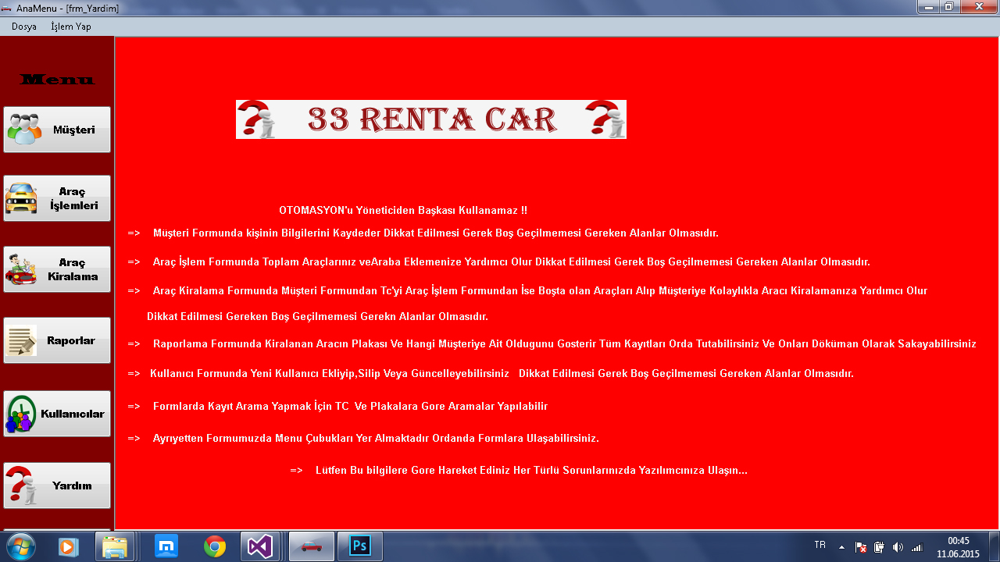 AnaMenu - [frm_Yardim]
Dosya İşlem Yap
Menu
Müşteri
Araç
İşlemleri
Araç
Kiralama
Raporlar
Kullanıcılar
Yardım
33 RENTA CAR
OTOMASYON'u Yöneticiden Başkası Kullanamaz !!
=> Müşteri Formunda kişinin Bilgilerini Kaydeder Dikkat Edilmesi Gerek Boş Geçilmemesi Gereken Alanlar Olmasıdır.
=> Araç İşlem Formunda Toplam Araçlarınız veAraba Eklemenize Yardımcı Olur Dikkat Edilmesi Gerek Boş Geçilmemesi Gereken Alanlar Olmasıdır.
=> Araç Kiralama Formunda Müşteri Formundan Tc'yi Araç İşlem Formundan İse Boşta olan Araçları Alıp Müşteriye Kolaylıkla Aracı Kiralamanıza Yardımcı Olur
Dikkat Edilmesi Gereken Boş Geçilmemesi Gerekn Alanlar Olmasıdır.
=> Raporlama Formunda Kiralanan Aracın Plakası Ve Hangi Müşteriye Ait Oldugunu Gosterir Tüm Kayıtları Orda Tutabilirsiniz Ve Onları Döküman Olarak Sakayabilirsiniz
=> Kullanıcı Formunda Yeni Kullanıcı Ekliyip,Silip Veya Güncelleyebilirsiniz Dikkat Edilmesi Gerek Boş Geçilmemesi Gereken Alanlar Olmasıdır.
=> Formlarda Kayıt Arama Yapmak İçin TC Ve Plakalara Gore Aramalar Yapılabilir
=> Ayrıyetten Formumuzda Menu Çubukları Yer Almaktadır Ordanda Formlara Ulaşabilirsiniz.
=> Lütfen Bu bilgilere Gore Hareket Ediniz Her Türlü Sorunlarınızda Yazılımcınıza Ulaşın...
Ps
TR
00:45
11.06.2015